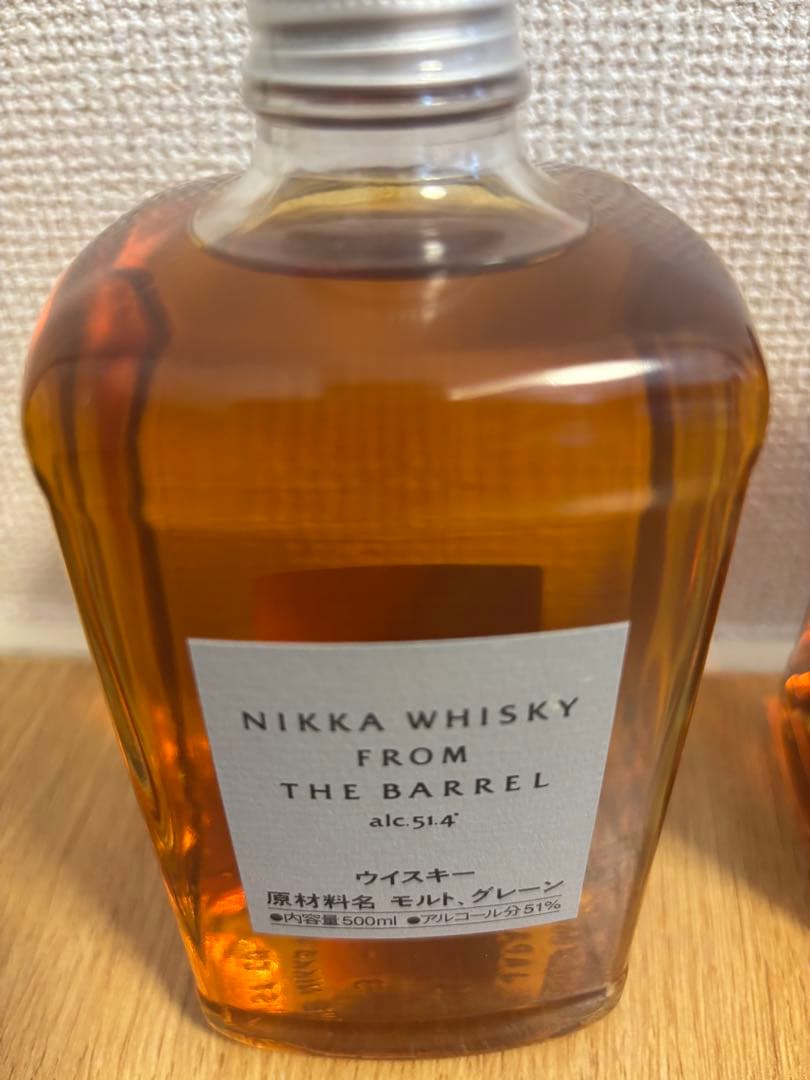 NIKKA WHISKY
FROM
THE BARREL
alc.51.4°
ウイスキー
原材料名 モルト、グレーン
●内容量500ml ●アルコール分51%